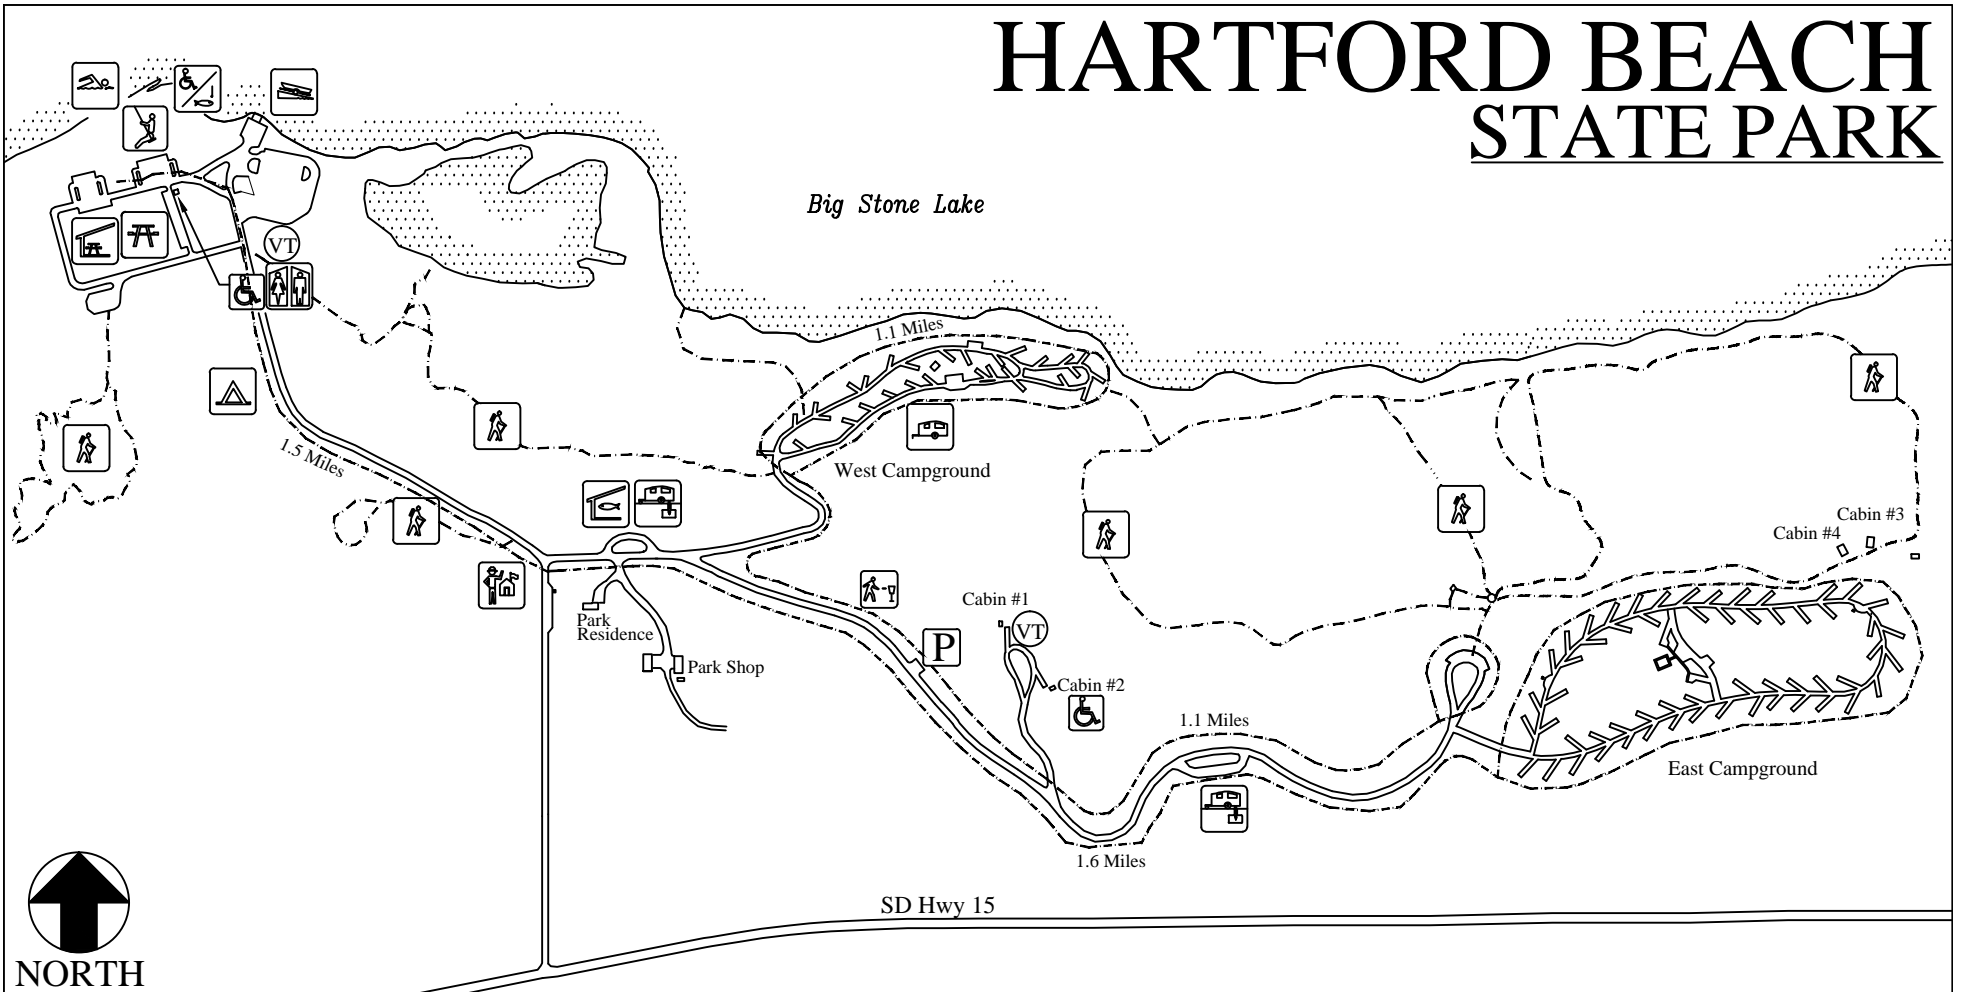 HARTFORD BEACH
STATE PARK
Big Stone Lake
VT
1.1 Miles
1.5 Miles
West Campground
Cabin #3
Cabin #4
Cabin #1
VT
Park
Residence
P
Park Shop
Cabin #2
1.1 Miles
East Campground
1.6 Miles
SD Hwy 15
NORTH